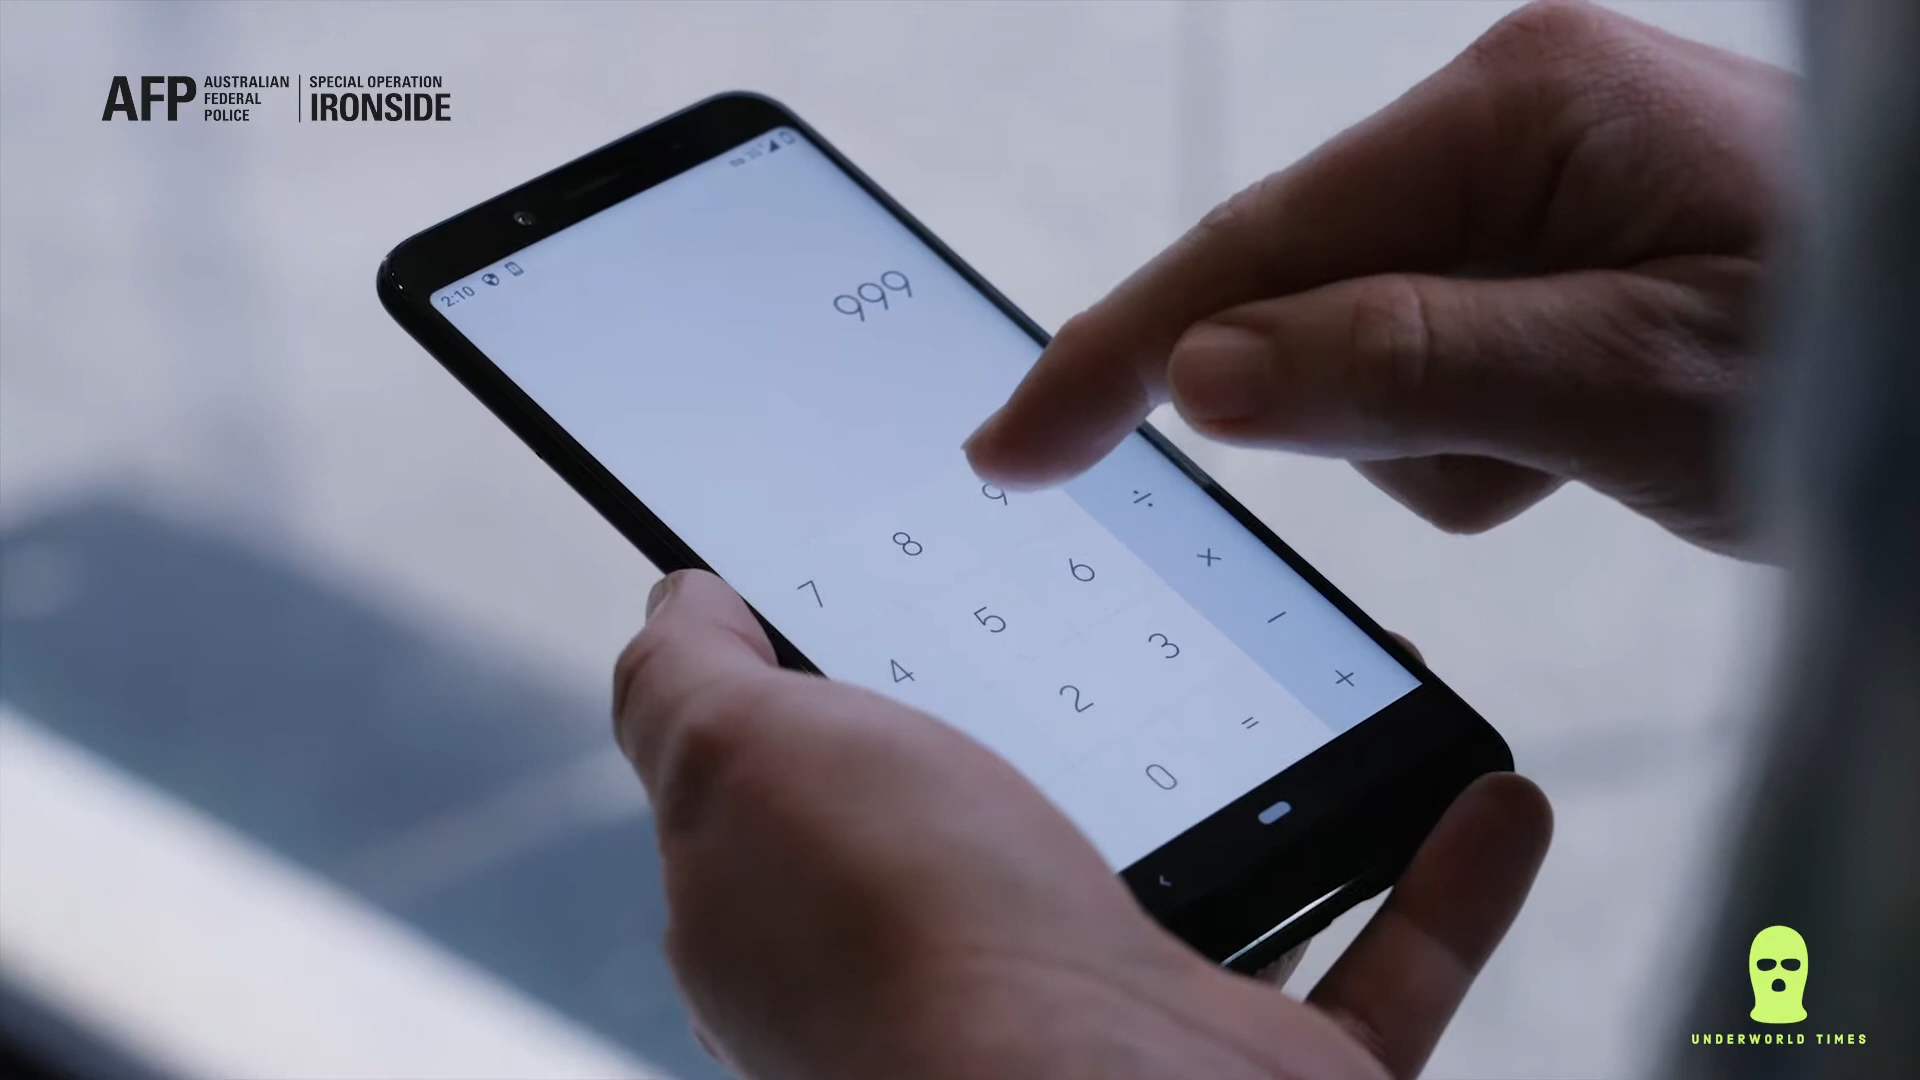 AFP
AUSTRALIAN
FEDERAL
POLICE
SPECIAL OPERATION
IRONSIDE
2:10
999
7 8 9 ÷
4 5 6 ×
2 3 −
0 = +
UNDERWORLD TIMES